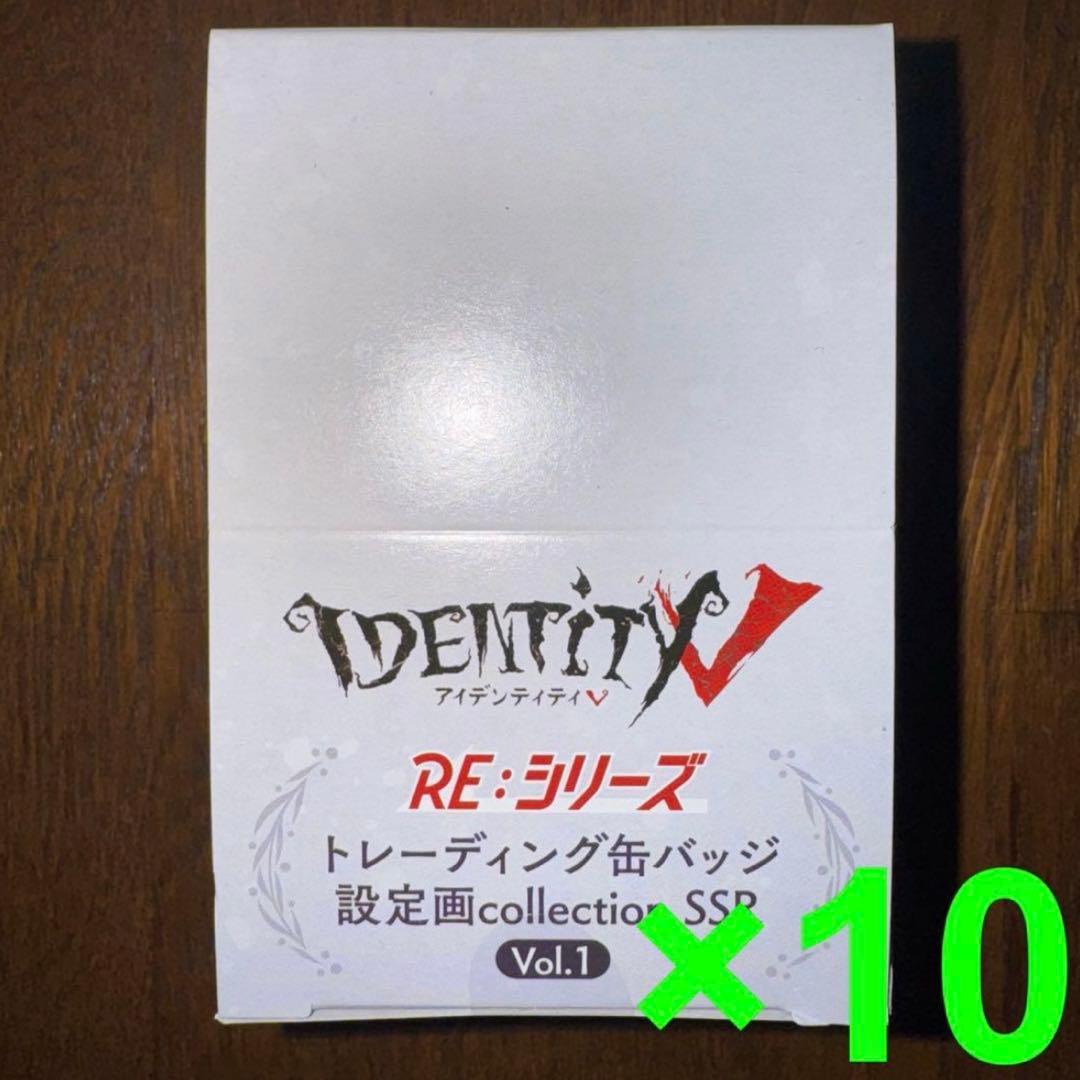 IDENTITY V
アイデンティティV
RE:シリーズ
トレーディング缶バッジ
設定画collection SSR
Vol.1
×10